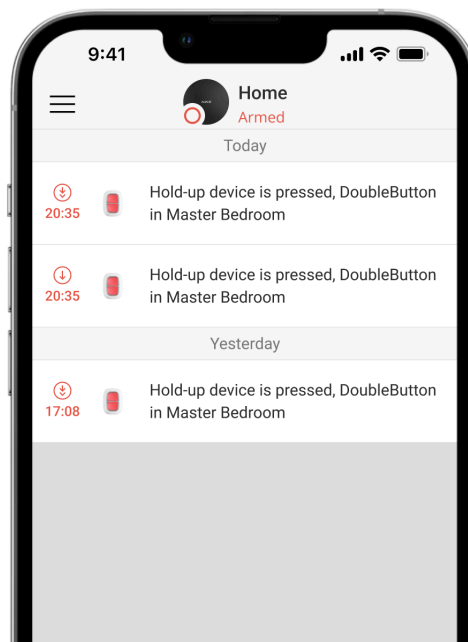 9:41
Home
Armed
Today
20:35
Hold-up device is pressed, DoubleButton
in Master Bedroom
20:35
Hold-up device is pressed, DoubleButton
in Master Bedroom
Yesterday
17:08
Hold-up device is pressed, DoubleButton
in Master Bedroom